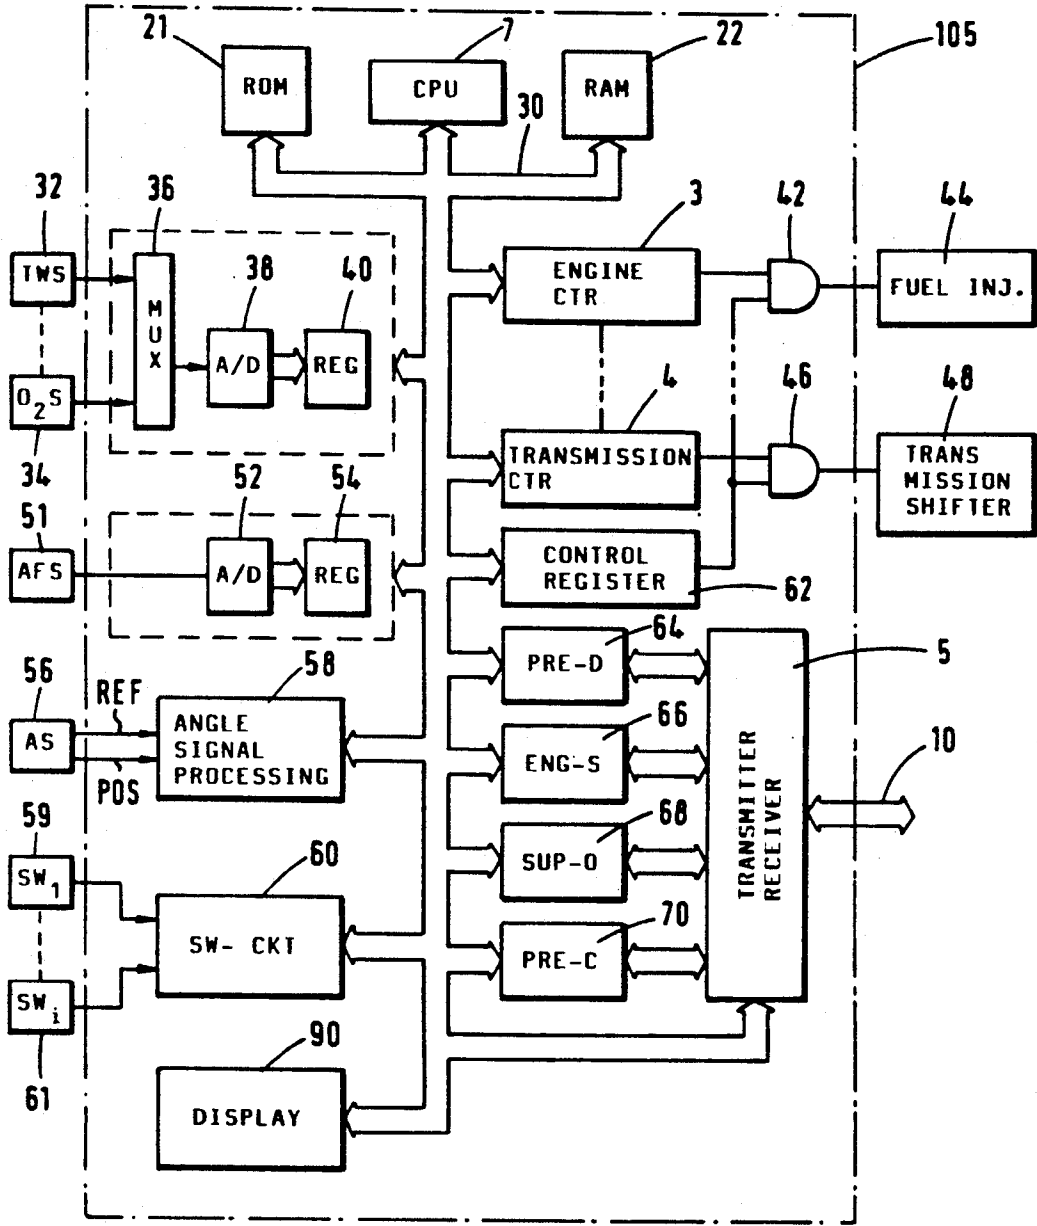 21
7
22
105
ROM
CPU
RAM
30
32
36
3
42
44
TWS
MUX
38
40
ENGINE
CTR
FUEL INJ.
A/D
REG
O2S
34
4
46
48
TRANSMISSION
CTR
TRANS
MISSION
SHIFTER
51
52
54
AFS
A/D
REG
CONTROL
REGISTER
62
64
5
PRE-D
56
REF
58
AS
POS
ANGLE
SIGNAL
PROCESSING
66
ENG-S
10
TRANSMITTER
RECEIVER
59
60
68
SW1
SUP-O
SW- CKT
70
PRE-C
SWi
61
90
DISPLAY